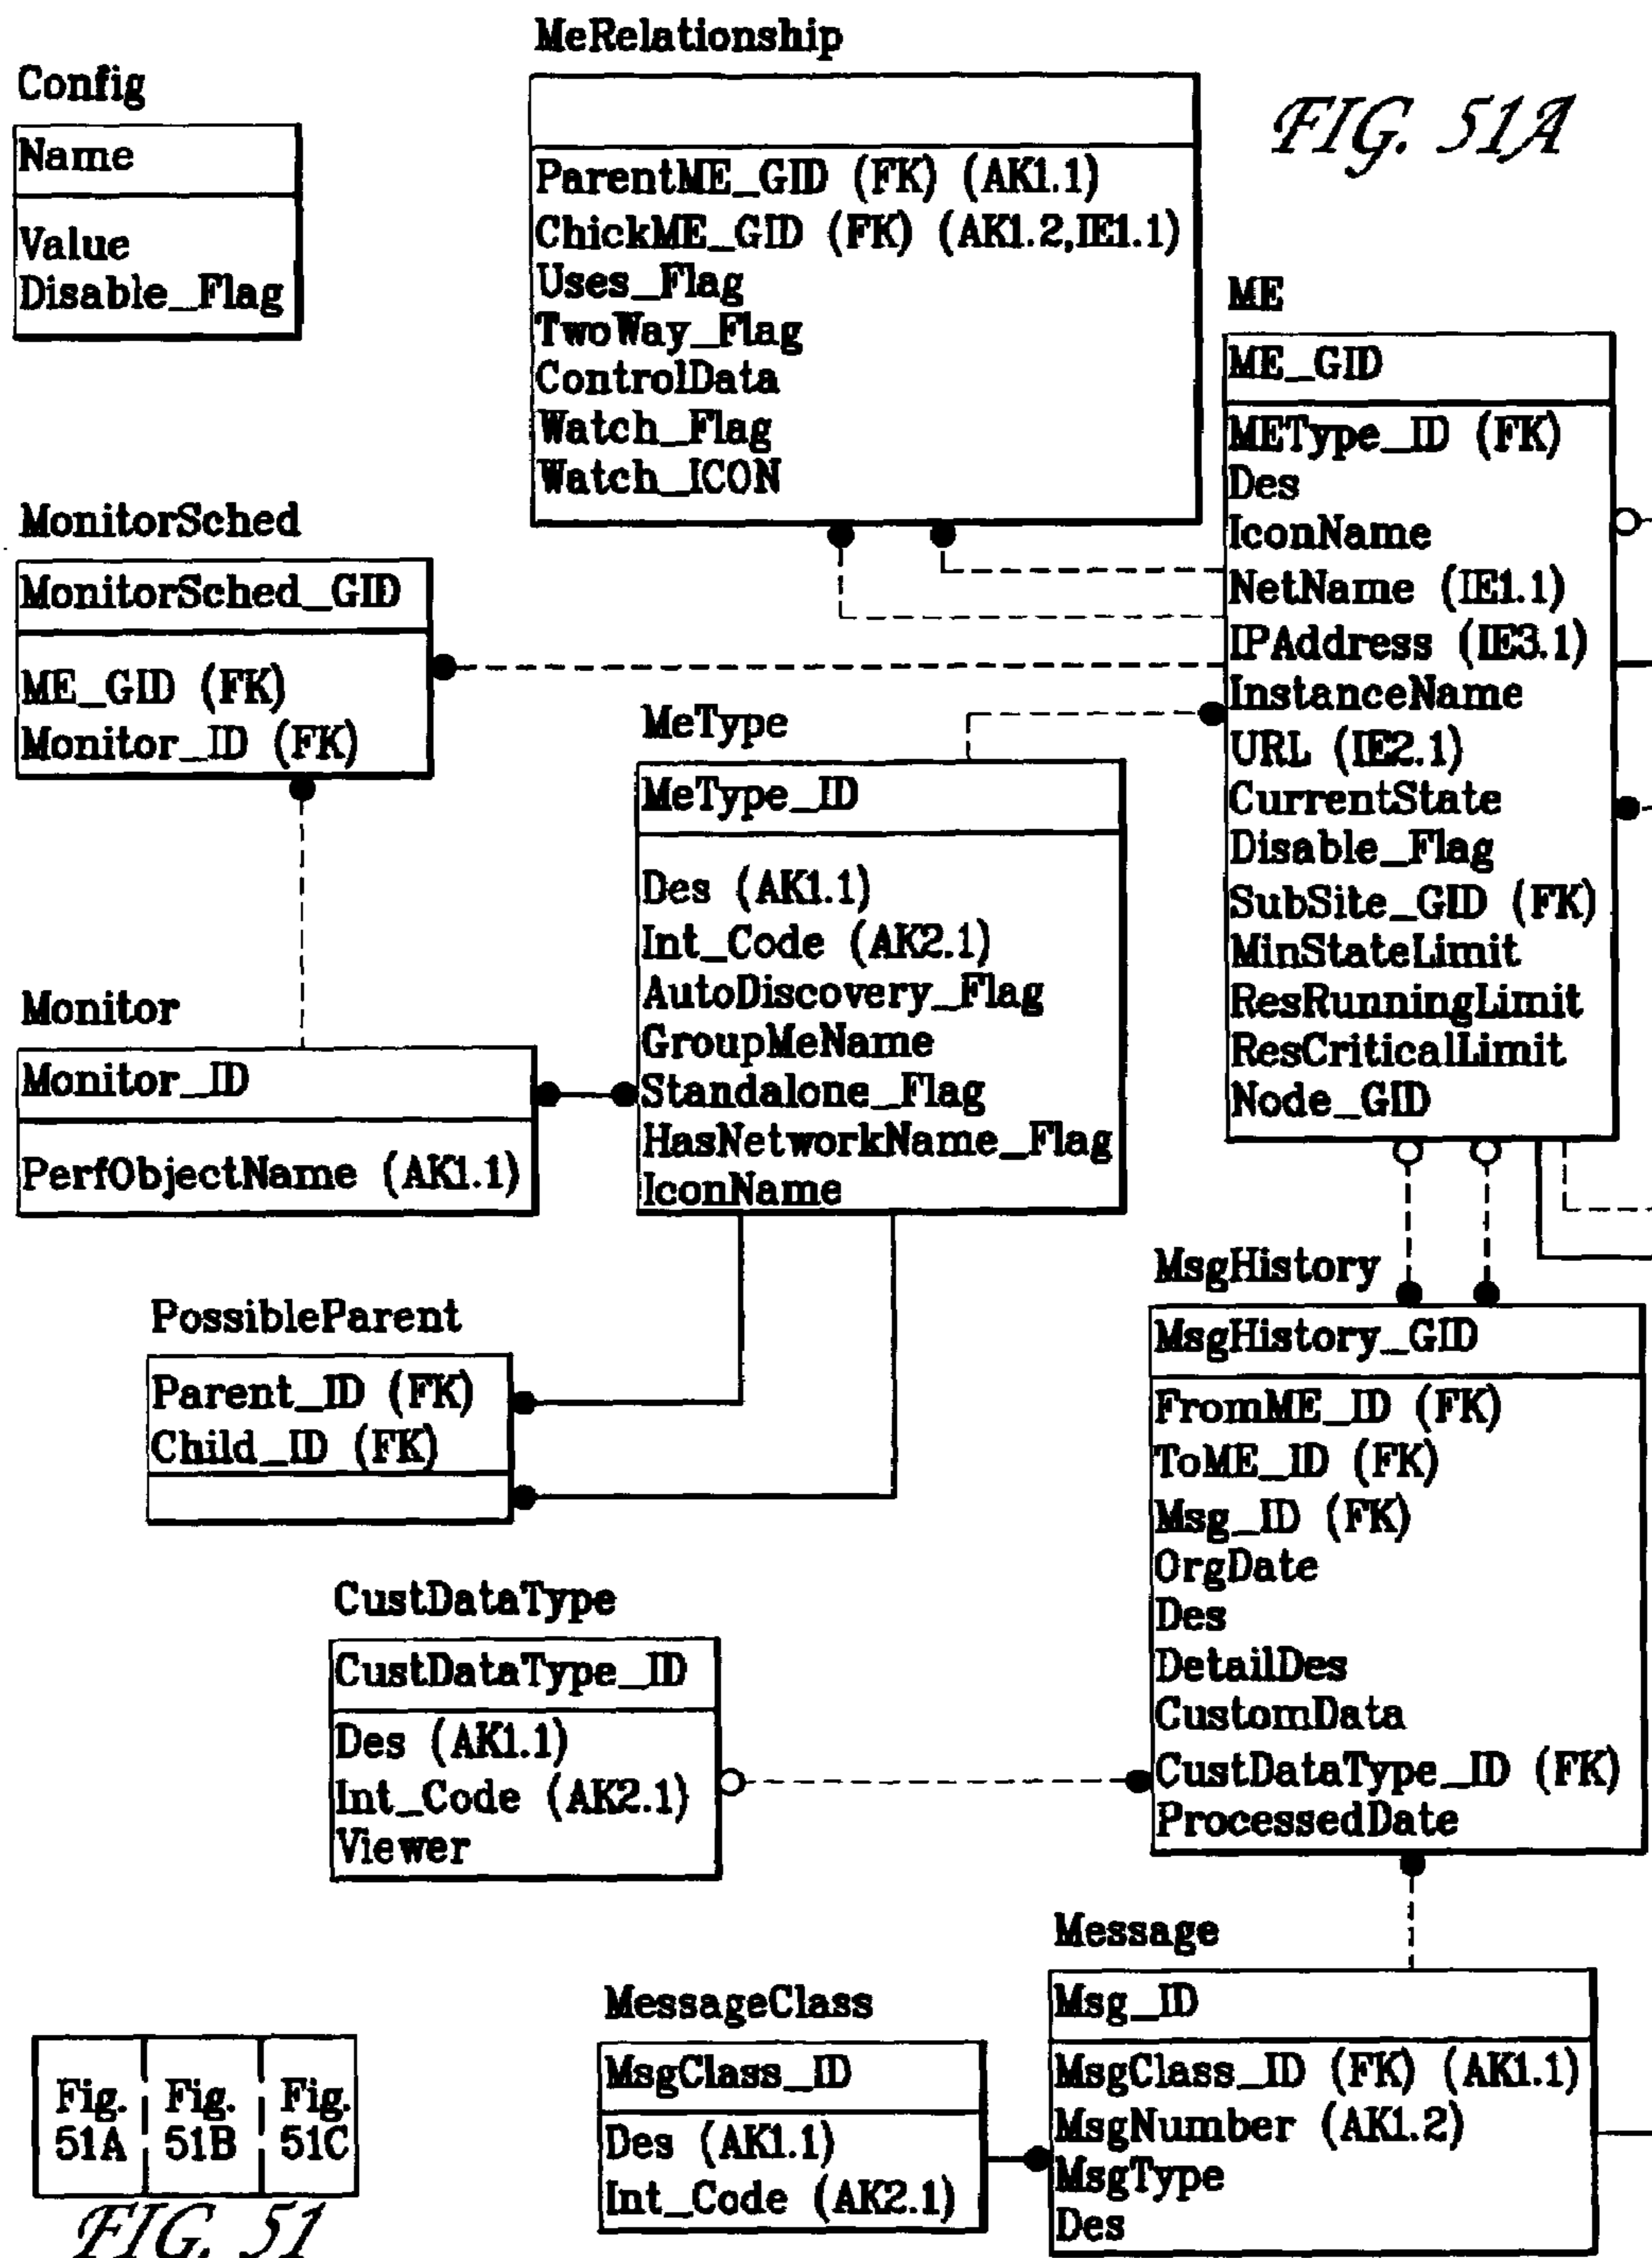 MeRelationship
ParentME_GID (FK) (AK1.1)
ChickME_GID (FK) (AK1.2,IE1.1)
Uses_Flag
TwoWay_Flag
ControlData
Watch_Flag
Watch_ICON
Config
Name
Value
Disable_Flag
FIG. 51A
ME
ME_GID
METype_ID (FK)
Des
IconName
NetName (IE1.1)
IPAddress (IE3.1)
InstanceName
URL (IE2.1)
CurrentState
Disable_Flag
SubSite_GID (FK)
MinStateLimit
ResRunningLimit
ResCriticalLimit
Node_GID
MonitorSched
MonitorSched_GID
ME_GID (FK)
Monitor_ID (FK)
MeType
MeType_ID
Des (AK1.1)
Int_Code (AK2.1)
AutoDiscovery_Flag
GroupMeName
Standalone_Flag
HasNetworkName_Flag
IconName
Monitor
Monitor_ID
PerfObjectName (AK1.1)
PossibleParent
Parent_ID (FK)
Child_ID (FK)
MsgHistory
MsgHistory_GID
FromME_ID (FK)
ToME_ID (FK)
Msg_ID (FK)
OrgDate
Des
DetailDes
CustomData
CustDataType_ID (FK)
ProcessedDate
CustDataType
CustDataType_ID
Des (AK1.1)
Int_Code (AK2.1)
Viewer
Message
Msg_ID
MsgClass_ID (FK) (AK1.1)
MsgNumber (AK1.2)
MsgType
Des
MessageClass
MsgClass_ID
Des (AK1.1)
Int_Code (AK2.1)
Fig. 51A
Fig. 51B
Fig. 51C
FIG. 51